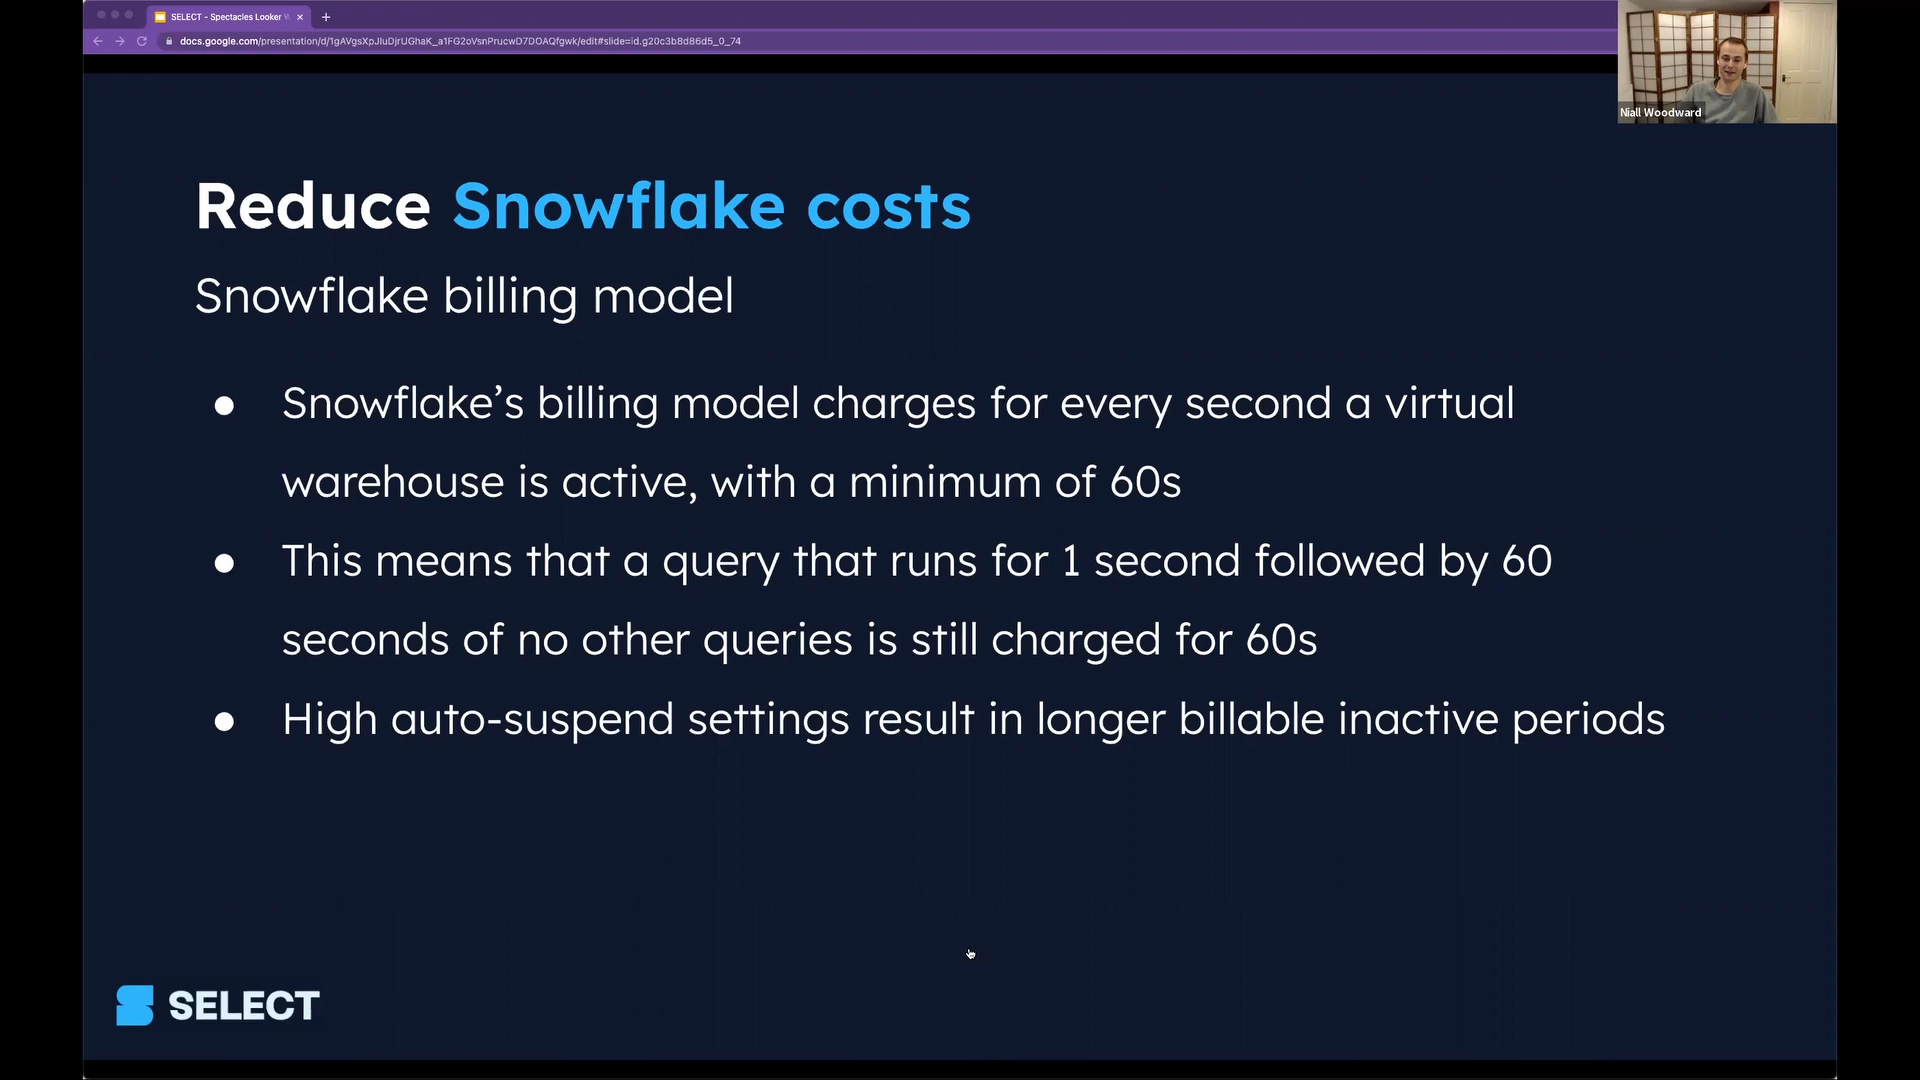 SELECT - Spectacles Looker
docs.google.com/presentation/d/1gAVgsXpJIuDjrUGhaK_a1FG2oVsnPrucwD7DOAQfgwk/edit#slide=id.g20c3b8d86d5_0_74
Niall Woodward
Reduce Snowflake costs
Snowflake billing model
● Snowflake’s billing model charges for every second a virtual
warehouse is active, with a minimum of 60s
● This means that a query that runs for 1 second followed by 60
seconds of no other queries is still charged for 60s
● High auto-suspend settings result in longer billable inactive periods
SELECT